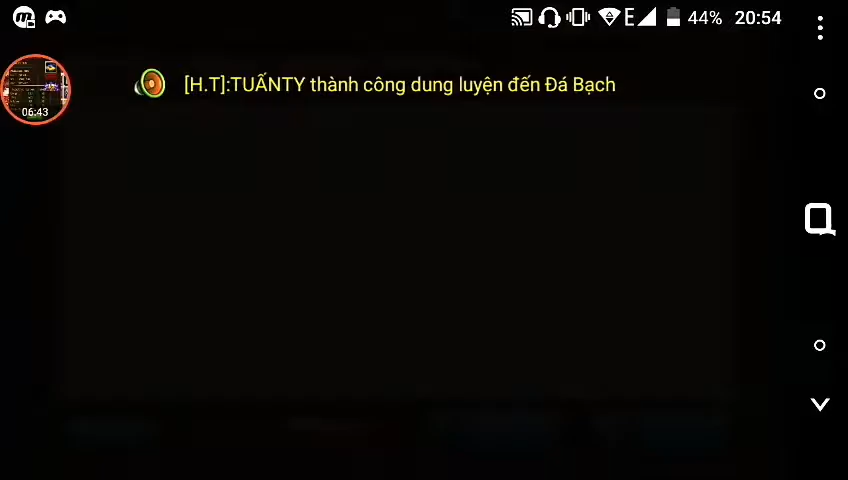 E 44% 20:54
[H.T]:TUẤNTY thành công dung luyện đến Đá Bạch
06:43